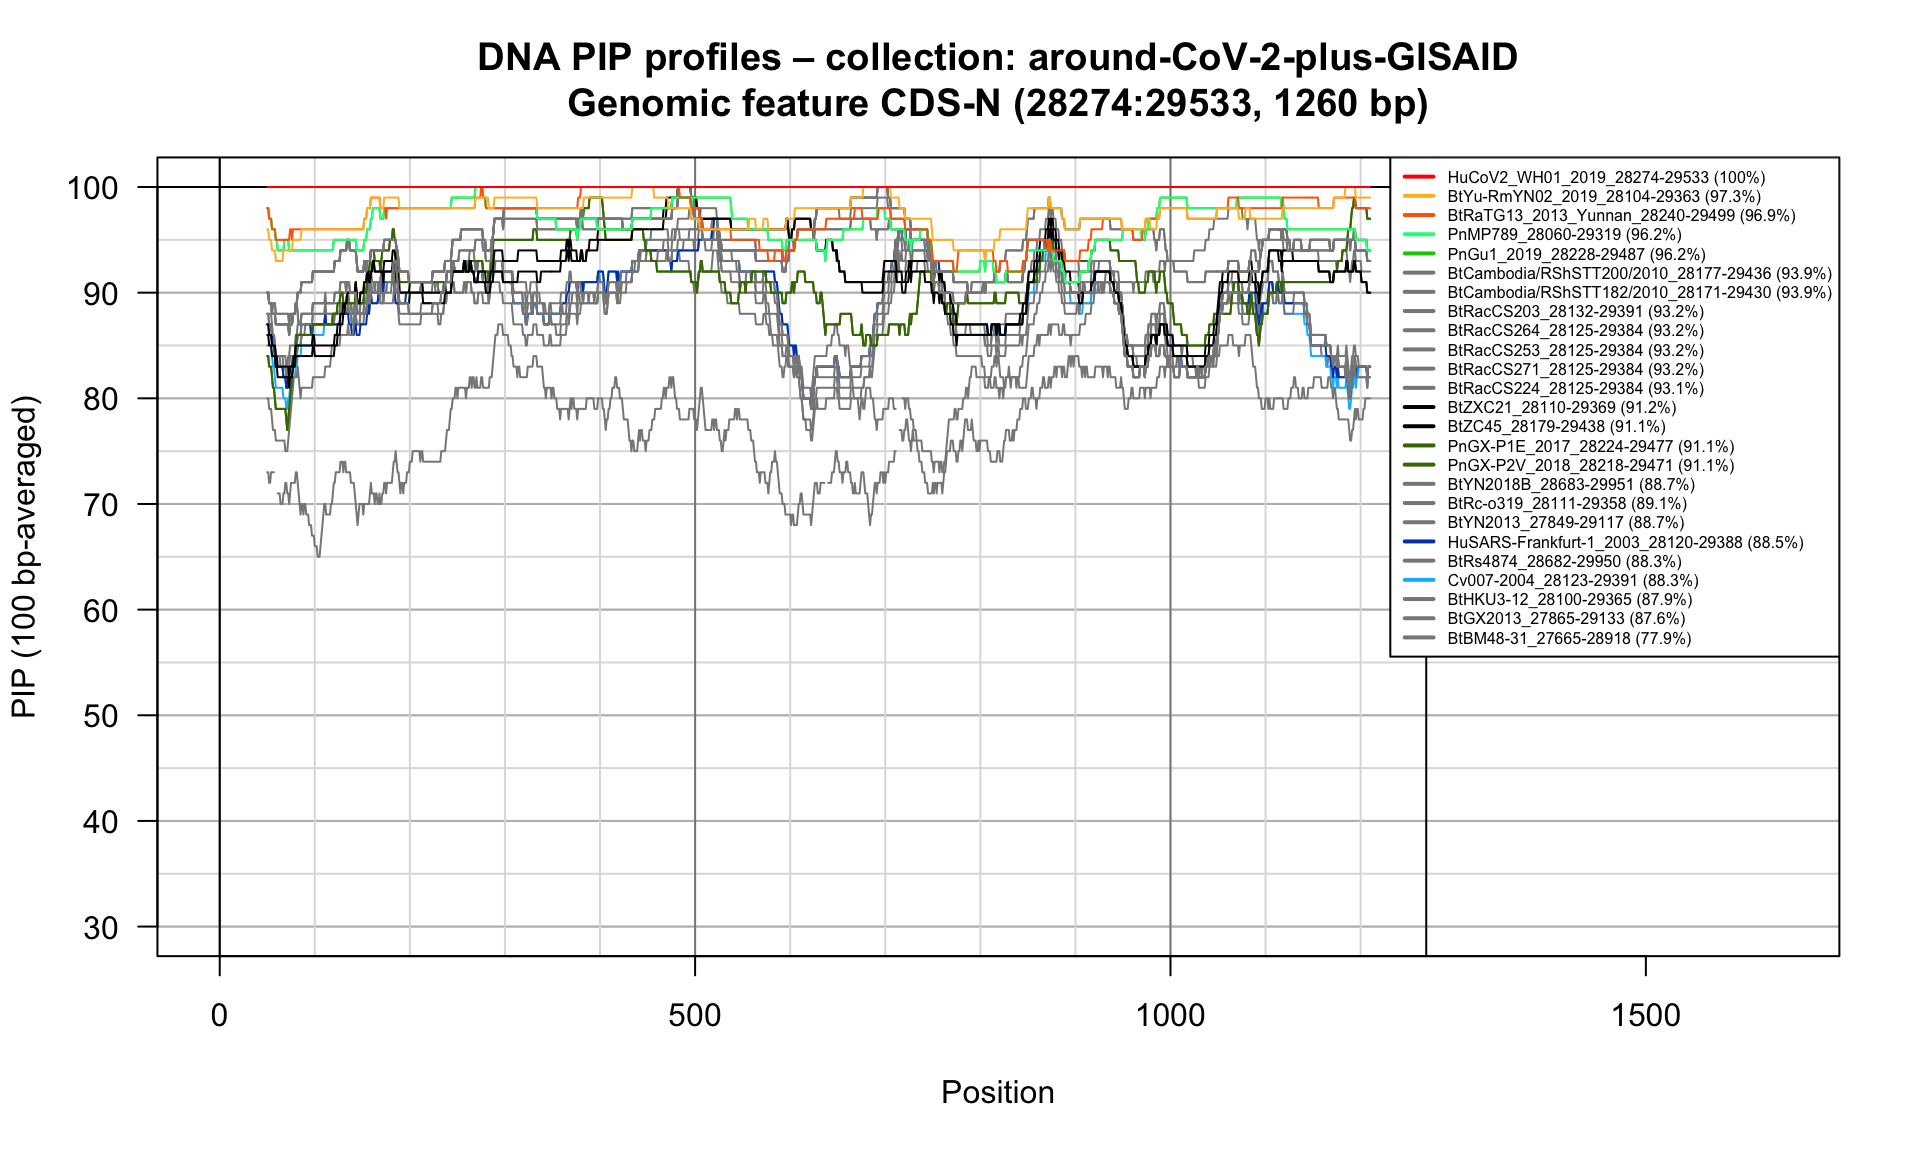 DNA PIP profiles – collection: around-CoV-2-plus-GISAID
Genomic feature CDS-N (28274:29533, 1260 bp)
PIP (100 bp-averaged)
100
90
80
70
60
50
40
30
HuCoV2_WH01_2019_28274-29533 (100%)
BtYu-RmYN02_2019_28104-29363 (97.3%)
BtRaTG13_2013_Yunnan_28240-29499 (96.9%)
PnMP789_28060-29319 (96.2%)
PnGu1_2019_28228-29487 (96.2%)
BtCambodia/RShSTT200/2010_28177-29436 (93.9%)
BtCambodia/RShSTT182/2010_28171-29430 (93.9%)
BtRacCS203_28132-29391 (93.2%)
BtRacCS264_28125-29384 (93.2%)
BtRacCS253_28125-29384 (93.2%)
BtRacCS271_28125-29384 (93.2%)
BtRacCS224_28125-29384 (93.1%)
BtZXC21_28110-29369 (91.2%)
BtZC45_28179-29438 (91.1%)
PnGX-P1E_2017_28224-29477 (91.1%)
PnGX-P2V_2018_28218-29471 (91.1%)
BtYN2018B_28683-29951 (88.7%)
BtRc-o319_28111-29358 (89.1%)
BtYN2013_27849-29117 (88.7%)
HuSARS-Frankfurt-1_2003_28120-29388 (88.5%)
BtRs4874_28682-29950 (88.3%)
Cv007-2004_28123-29391 (88.3%)
BtHKU3-12_28100-29365 (87.9%)
BtGX2013_27865-29133 (87.6%)
BtBM48-31_27665-28918 (77.9%)
0
500
1000
1500
Position